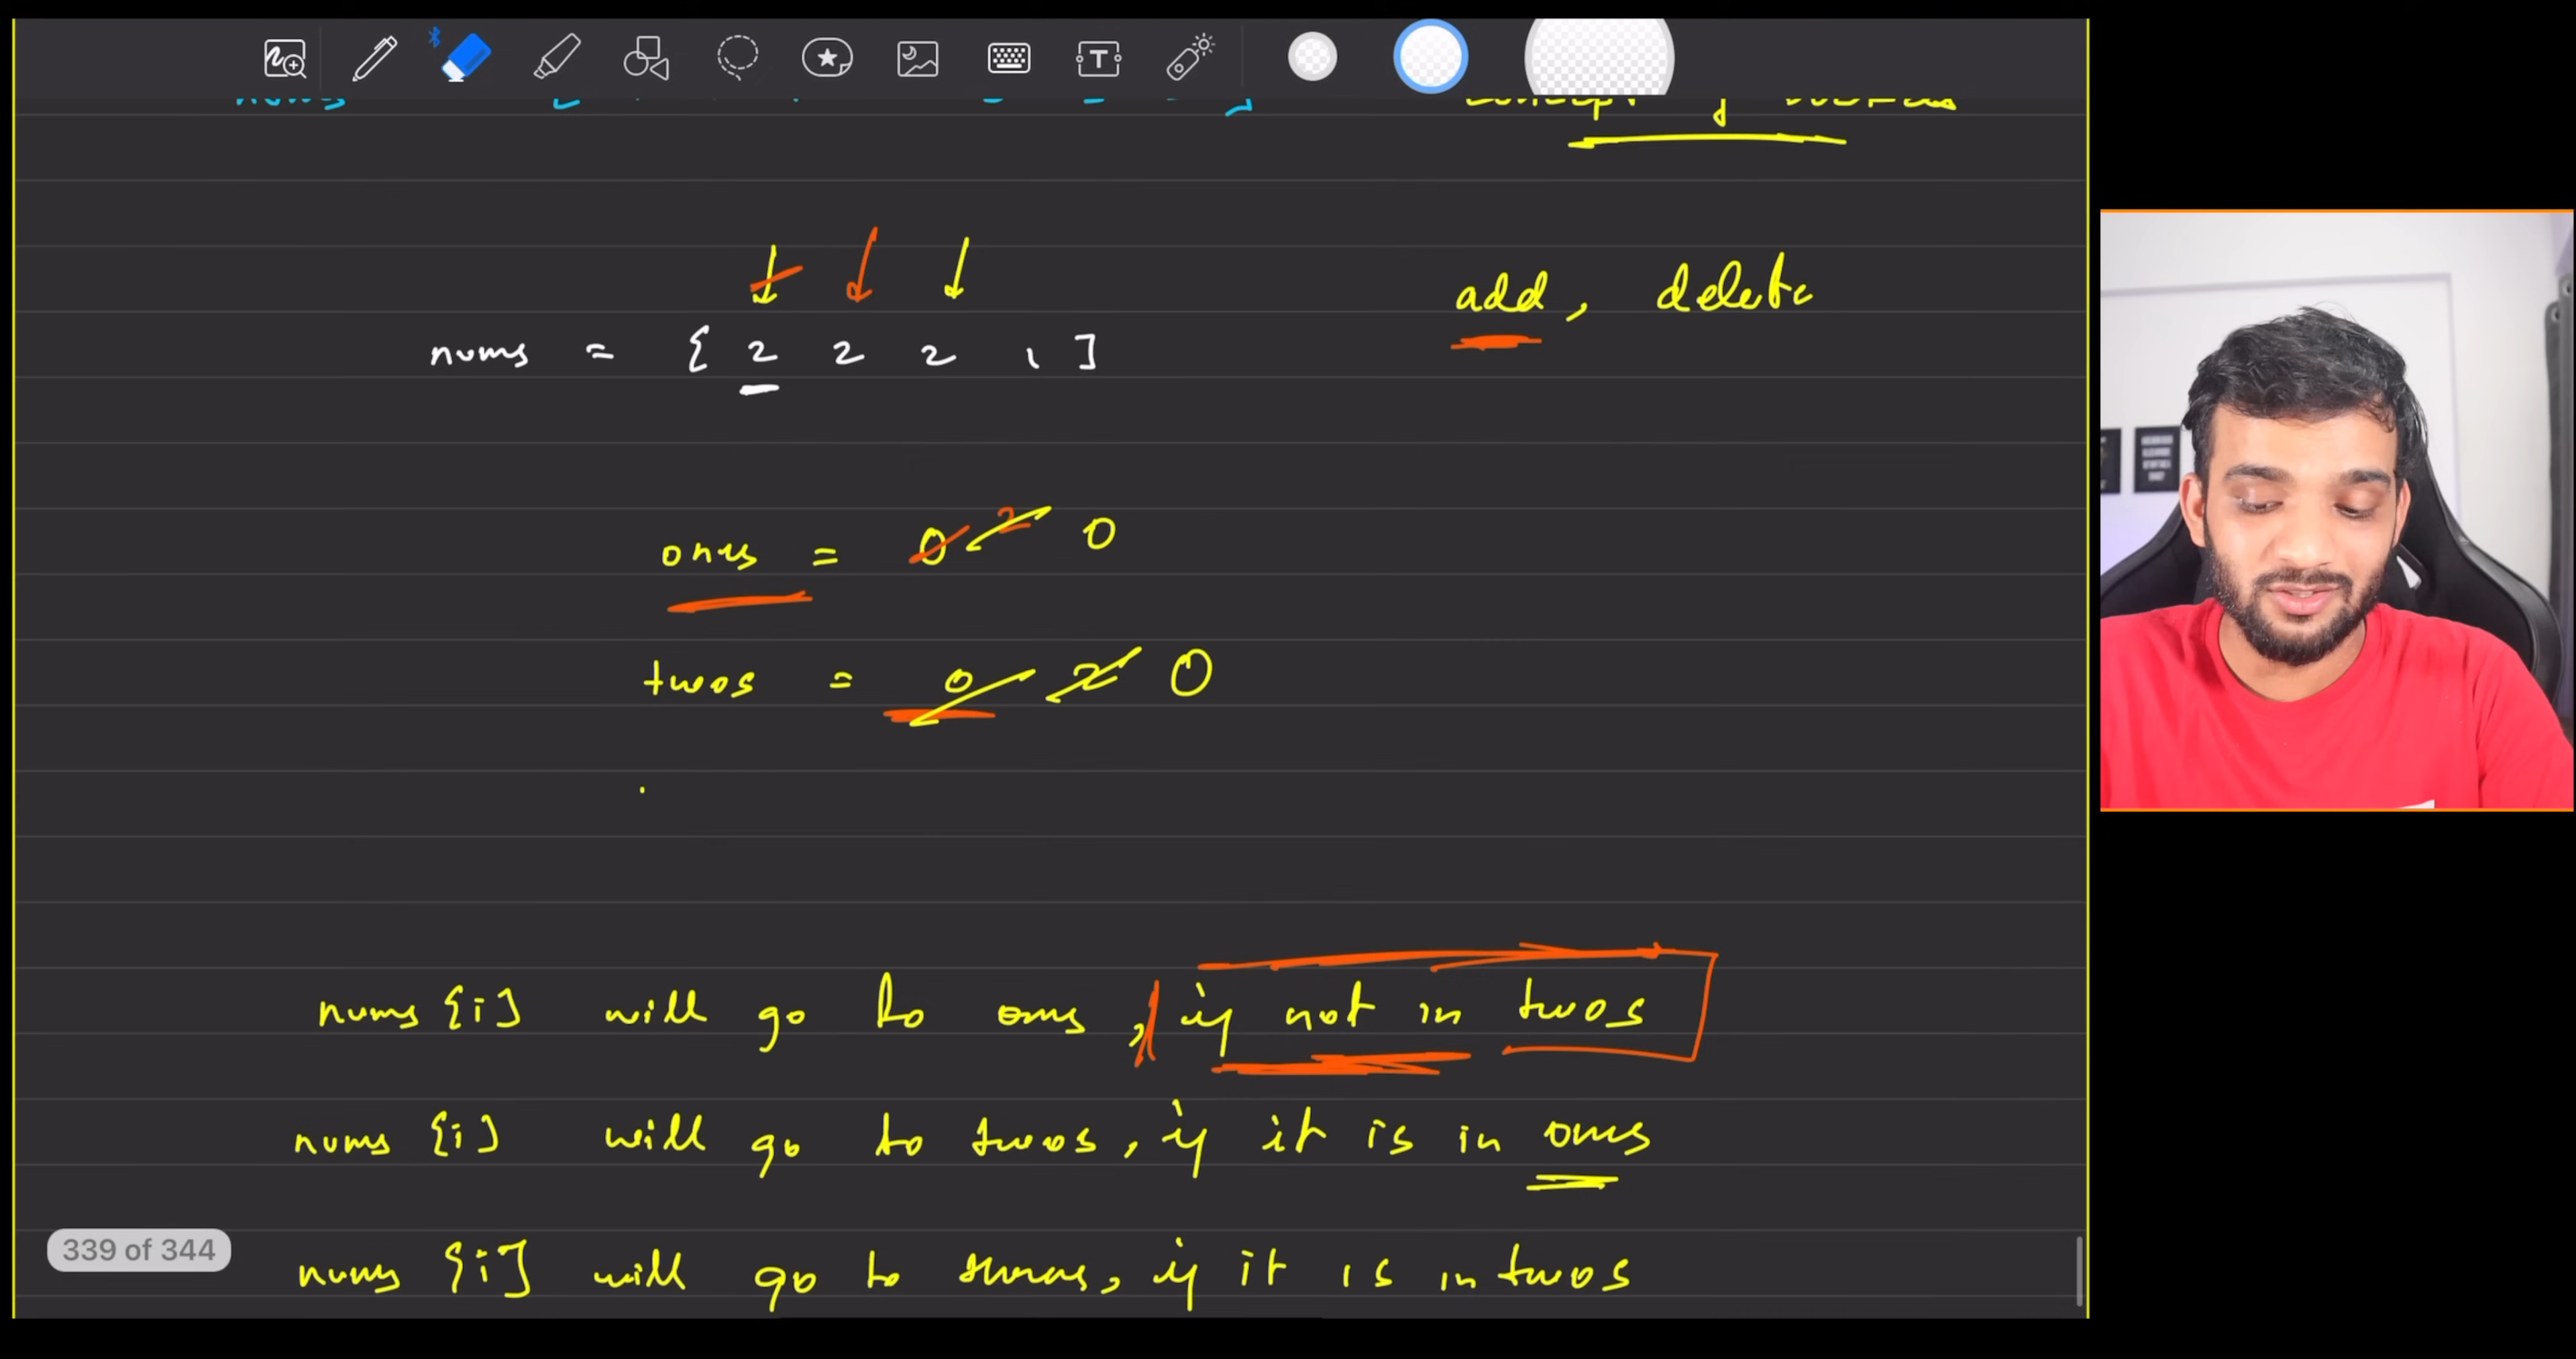 add, delete
nums = { 2 2 2 1 ]
ones = 0 2 0
twos = 0 2 0
nums {i] will go to ones, if not in twos
nums {i] will go to twos, if it is in ones
nums {i] will go to threes, if it is in twos
339 of 344